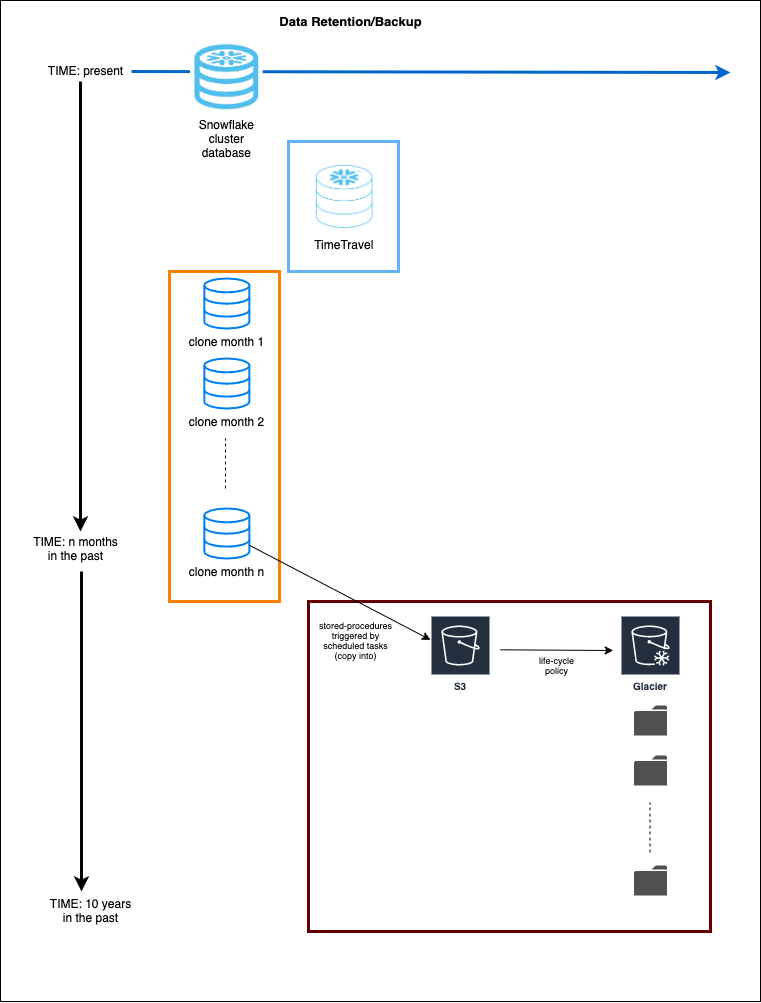 Data Retention/Backup
TIME: present
Snowflake
cluster
database
TimeTravel
clone month 1
clone month 2
TIME: n months
in the past
clone month n
stored-procedures
triggered by
scheduled tasks
(copy into)
S3
life-cycle
policy
Glacier
TIME: 10 years
in the past